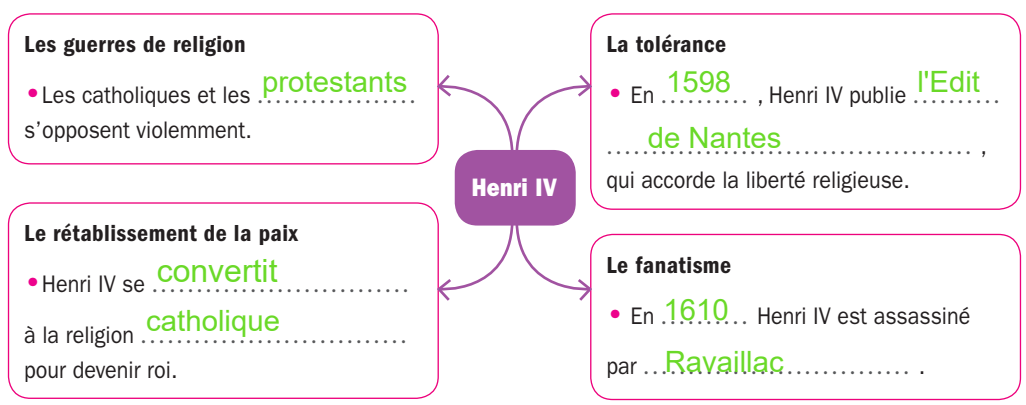 Les guerres de religion
• Les catholiques et les protestants
s'opposent violemment.
La tolérance
• En 1598 , Henri IV publie l'Edit
de Nantes ,
qui accorde la liberté religieuse.
Henri IV
Le rétablissement de la paix
• Henri IV se convertit
à la religion catholique
pour devenir roi.
Le fanatisme
• En 1610 Henri IV est assassiné
par Ravaillac .